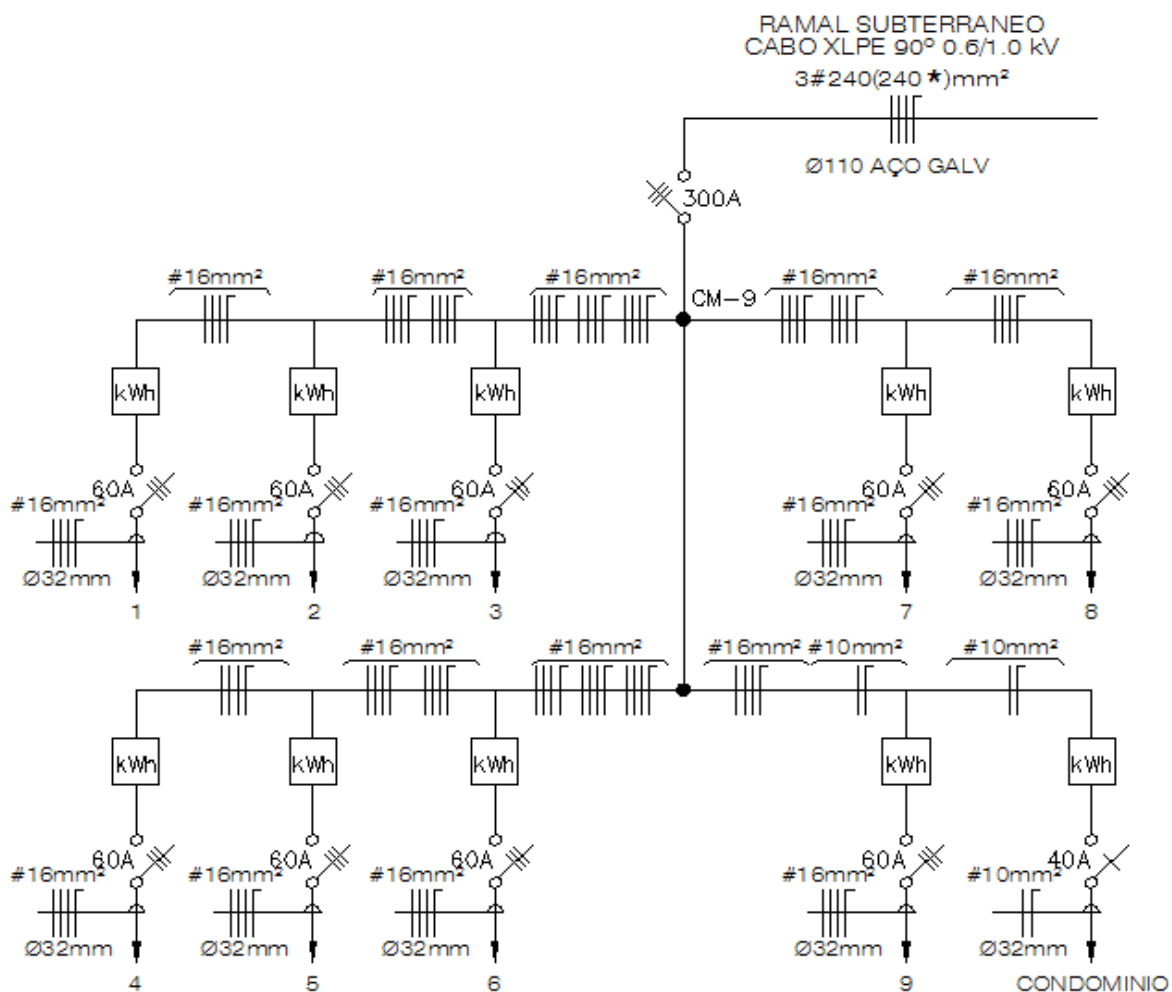 RAMAL SUBTERRANEO
CABO XLPE 90º 0.6/1.0 kV
3#240(240★)mm²
Ø110 AÇO GALV
300A
#16mm² #16mm² #16mm² #16mm² #16mm²
CM-9
kWh kWh kWh kWh kWh
60A 60A 60A 60A 60A
#16mm² #16mm² #16mm² #16mm² #16mm²
Ø32mm Ø32mm Ø32mm Ø32mm Ø32mm
1 2 3 7 8
#16mm² #16mm² #16mm² #16mm² #10mm² #10mm²
kWh kWh kWh kWh kWh
60A 60A 60A 60A 40A
#16mm² #16mm² #16mm² #16mm² #10mm²
Ø32mm Ø32mm Ø32mm Ø32mm Ø32mm
4 5 6 9 CONDOMINIO